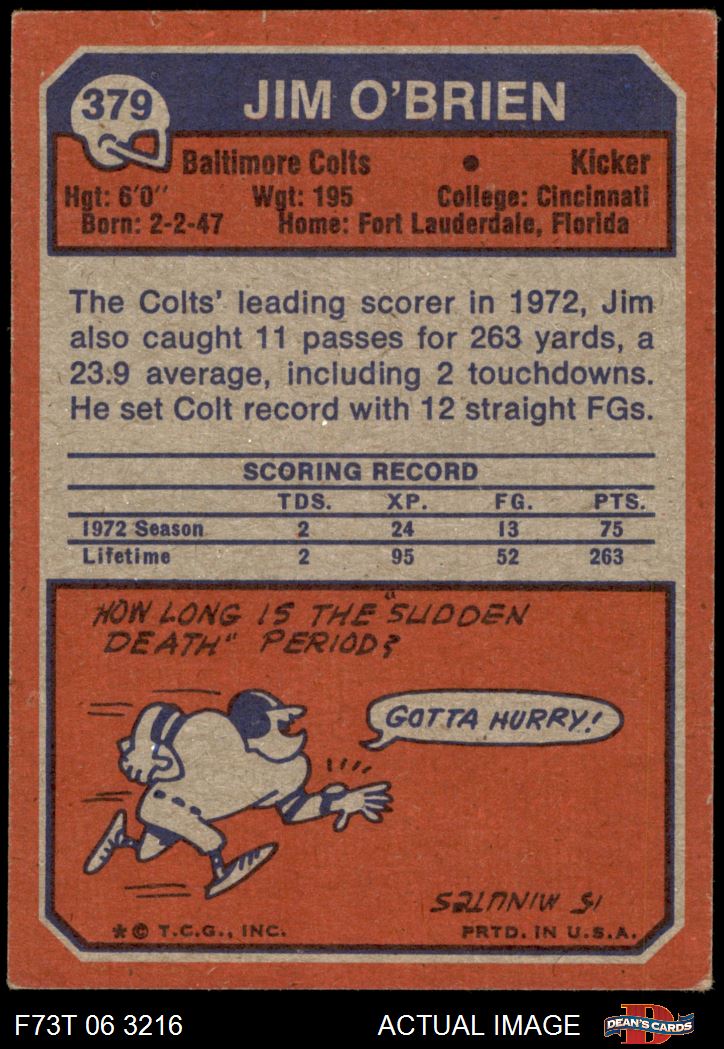 379
JIM O'BRIEN
Baltimore Colts • Kicker
Hgt: 6'0" Wgt: 195 College: Cincinnati
Born: 2-2-47 Home: Fort Lauderdale, Florida
The Colts' leading scorer in 1972, Jim
also caught 11 passes for 263 yards, a
23.9 average, including 2 touchdowns.
He set Colt record with 12 straight FGs.
SCORING RECORD
TDS. XP. FG. PTS.
1972 Season 2 24 13 75
Lifetime 2 95 52 263
HOW LONG IS THE "SUDDEN
DEATH" PERIOD?
GOTTA HURRY!
15 MINUTES
* © T.C.G., INC. PRTD. IN U.S.A.
F73T 06 3216 ACTUAL IMAGE D DEAN'S CARDS